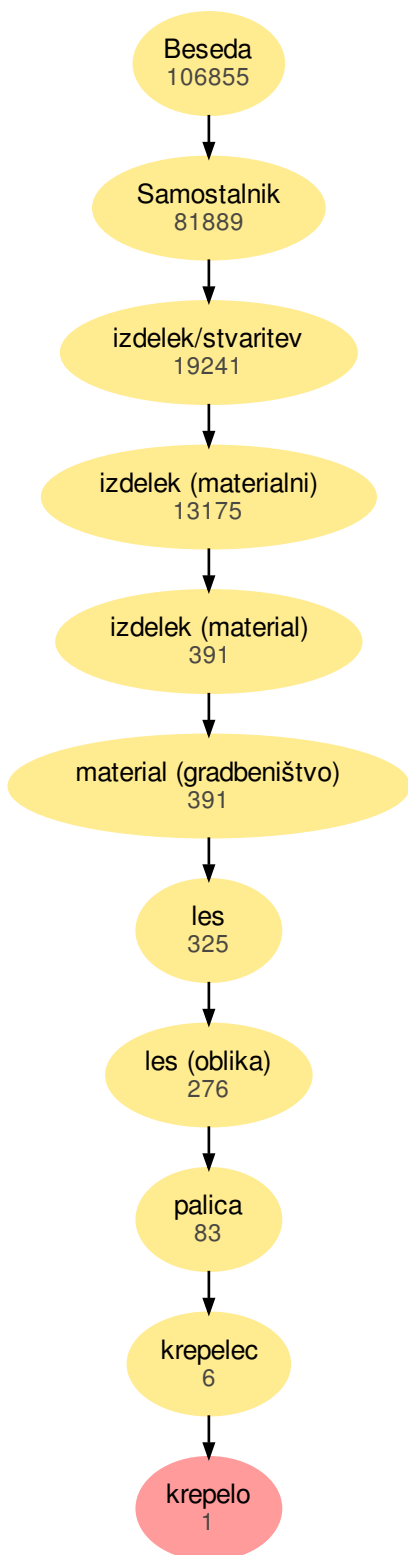 Beseda
106855
Samostalnik
81889
izdelek/stvaritev
19241
izdelek (materialni)
13175
izdelek (material)
391
material (gradbeništvo)
391
les
325
les (oblika)
276
palica
83
krepelec
6
krepelo
1